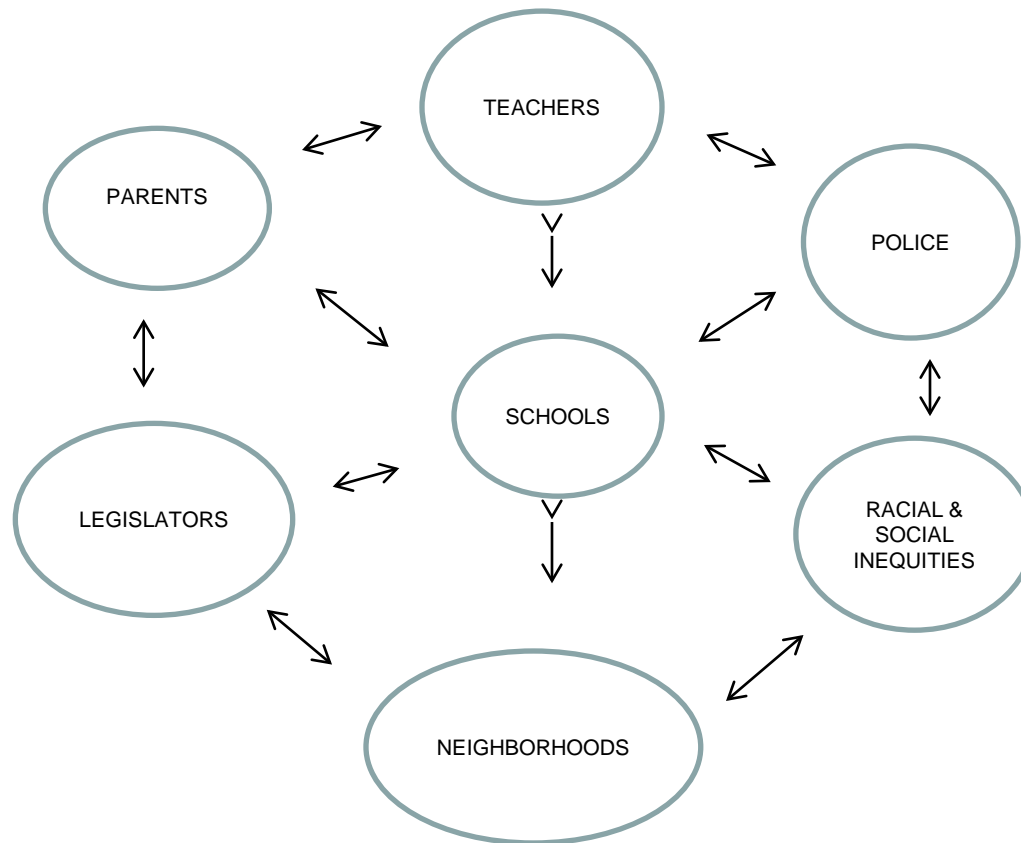 TEACHERS
PARENTS
POLICE
SCHOOLS
LEGISLATORS
RACIAL &
SOCIAL
INEQUITIES
NEIGHBORHOODS